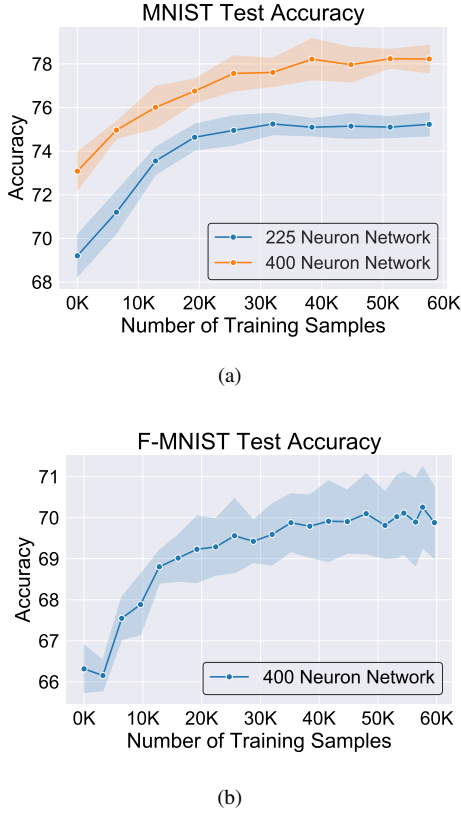 MNIST Test Accuracy
78
76
74
72
70
68
Accuracy
225 Neuron Network
400 Neuron Network
0K 10K 20K 30K 40K 50K 60K
Number of Training Samples
(a)
F-MNIST Test Accuracy
71
70
69
68
67
66
Accuracy
400 Neuron Network
0K 10K 20K 30K 40K 50K 60K
Number of Training Samples
(b)